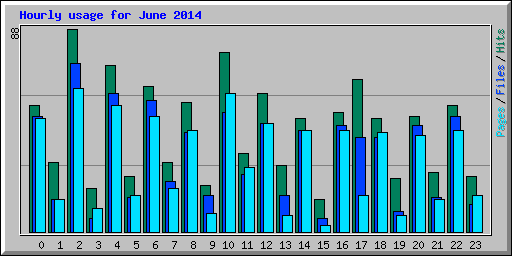 Hourly usage for June 2014
88
Pages/Files/Hits
0 1 2 3 4 5 6 7 8 9 10 11 12 13 14 15 16 17 18 19 20 21 22 23